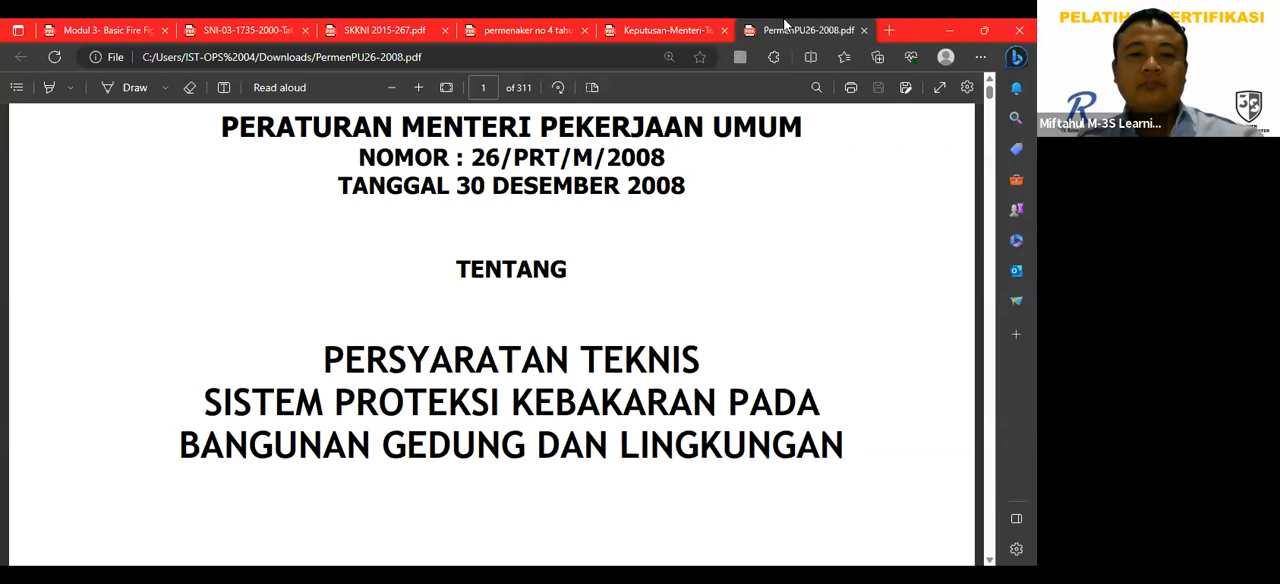 Modul 3- Basic Fire Fig
SNI-03-1735-2000-Tat
SKKNI 2015-267.pdf
permenaker no 4 tahu
Keputusan-Menteri-Te
PermenPU26-2008.pdf
File
C:/Users/IST-OPS%2004/Downloads/PermenPU26-2008.pdf
Draw
Read aloud
1
of 311
PERATURAN MENTERI PEKERJAAN UMUM
NOMOR : 26/PRT/M/2008
TANGGAL 30 DESEMBER 2008
TENTANG
PERSYARATAN TEKNIS
SISTEM PROTEKSI KEBAKARAN PADA
BANGUNAN GEDUNG DAN LINGKUNGAN
Miftahul M-3S Learni...